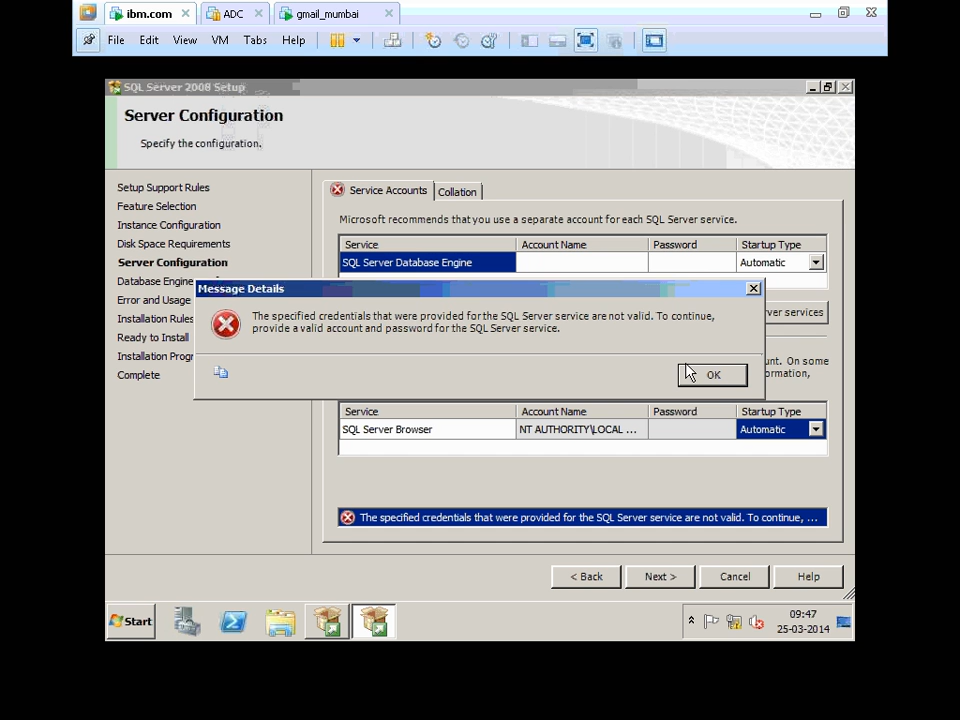 ibm.com
ADC
gmail_mumbai
File Edit View VM Tabs Help
SQL Server 2008 Setup
Server Configuration
Specify the configuration.
Setup Support Rules
Feature Selection
Instance Configuration
Disk Space Requirements
Server Configuration
Database Engine
Error and Usage
Installation Rules
Ready to Install
Installation Progr
Complete
Service Accounts
Collation
Microsoft recommends that you use a separate account for each SQL Server service.
Service Account Name Password Startup Type
SQL Server Database Engine Automatic
ver services
Message Details
The specified credentials that were provided for the SQL Server service are not valid. To continue,
provide a valid account and password for the SQL Server service.
OK
unt. On some
ormation,
Service Account Name Password Startup Type
SQL Server Browser NT AUTHORITY\LOCAL ... Automatic
The specified credentials that were provided for the SQL Server service are not valid. To continue, ...
< Back Next > Cancel Help
Start
09:47
25-03-2014